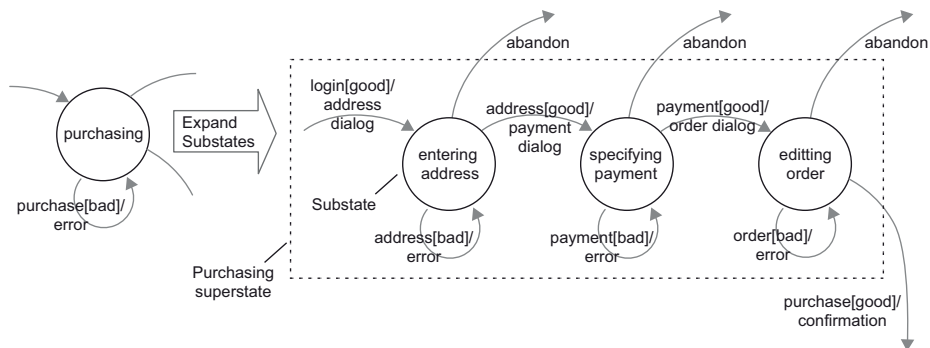 purchasing
purchase[bad]/
error
Expand
Substates
login[good]/
address
dialog
entering
address
Substate
address[bad]/
error
abandon
address[good]/
payment
dialog
specifying
payment
payment[bad]/
error
abandon
payment[good]/
order dialog
editting
order
order[bad]/
error
abandon
Purchasing
superstate
purchase[good]/
confirmation